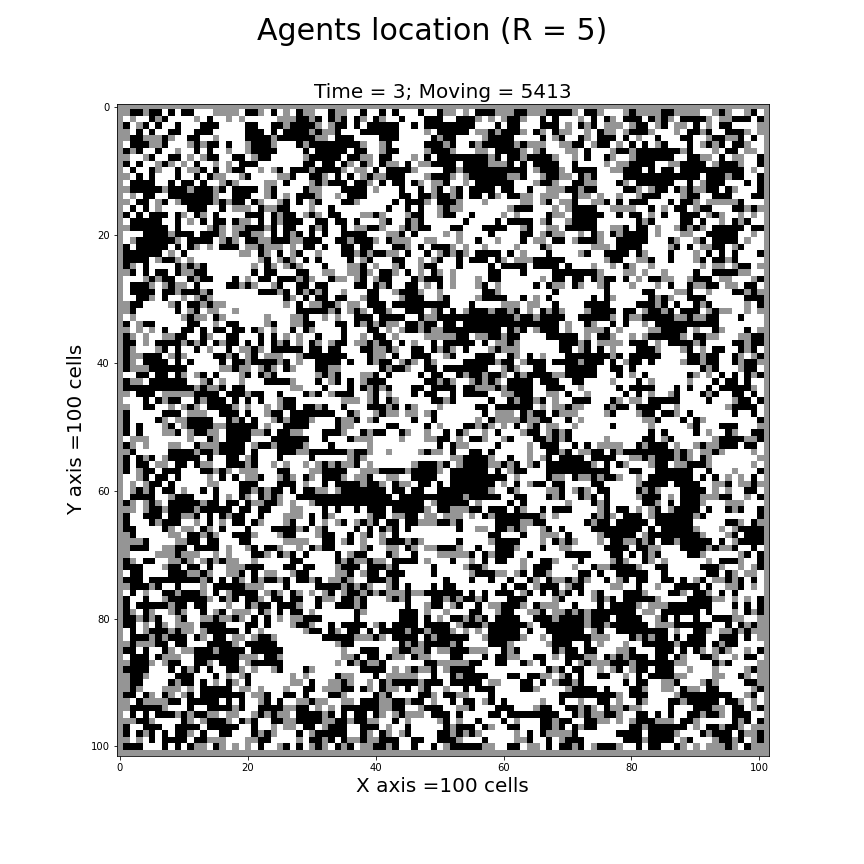 Agents location (R = 5)
Time = 3; Moving = 5413
0
20
40
60
80
100
Y axis =100 cells
0 20 40 60 80 100
X axis =100 cells